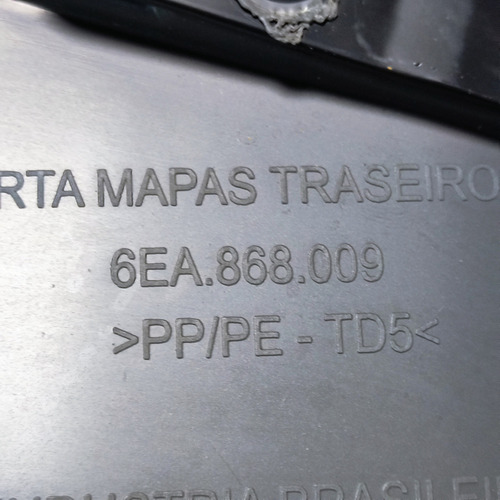 RTA MAPAS TRASEIRO
6EA.868.009
>PP/PE - TD5<